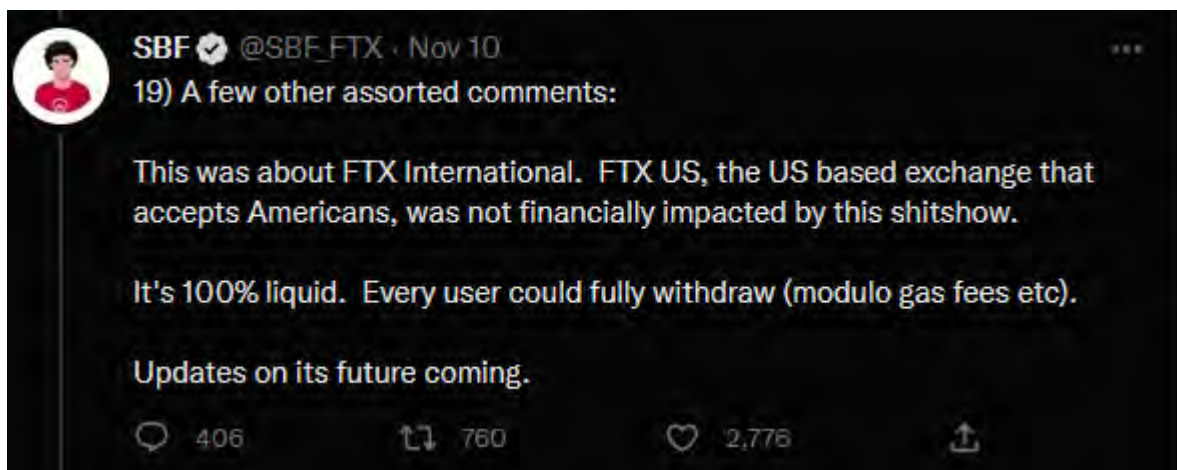 SBF @SBF_FTX · Nov 10
19) A few other assorted comments:
This was about FTX International. FTX US, the US based exchange that
accepts Americans, was not financially impacted by this shitshow.
It's 100% liquid. Every user could fully withdraw (modulo gas fees etc).
Updates on its future coming.
406 760 2,776